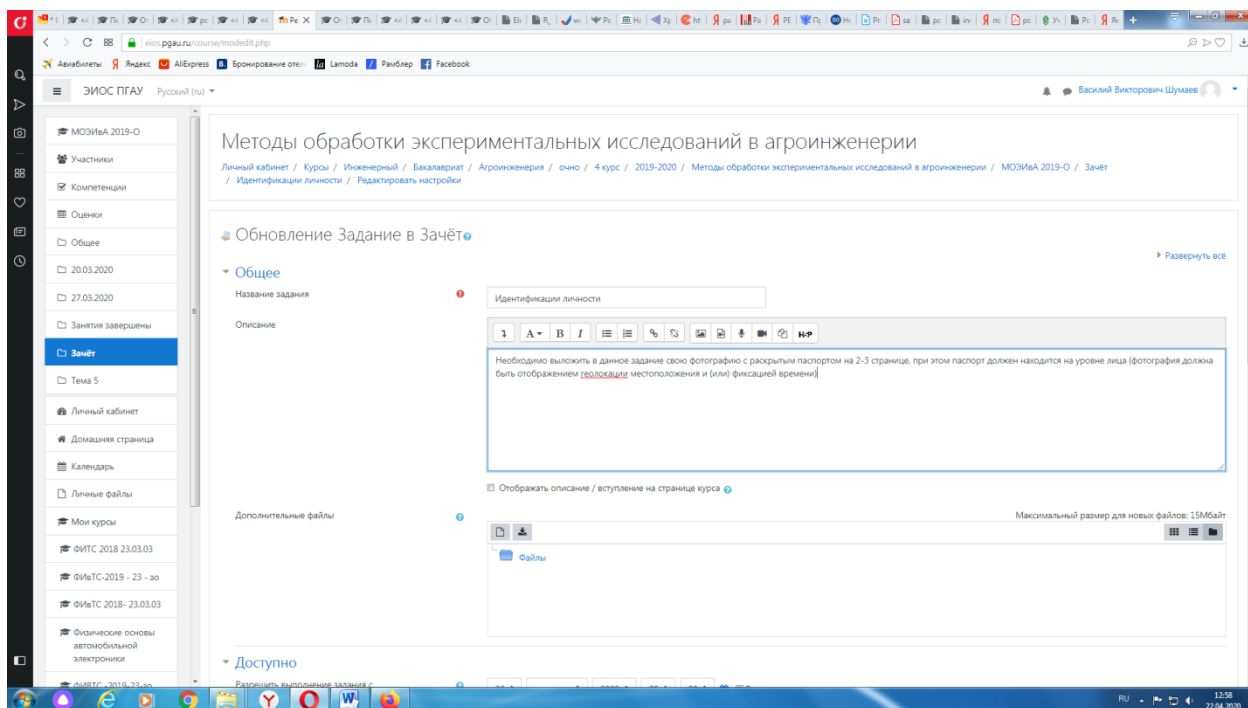 eios.pgau.ru/course/modedit.php
Авиабилеты Яндекс AliExpress Бронирование отел Lamoda Рамблер Facebook
ЭИОС ПГАУ Русский (ru)
Василий Викторович Шумаев
МОЭИвА 2019-О
Участники
Компетенции
Оценки
Общее
20.03.2020
27.03.2020
Занятия завершены
Зачёт
Тема 5
Личный кабинет
Домашняя страница
Календарь
Личные файлы
Мои курсы
ФИТС 2018 23.03.03
ФИвТС-2019 - 23 - зо
ФИвТС 2018- 23.03.03
Физические основы
автомобильной
электроники
Методы обработки экспериментальных исследований в агроинженерии
Личный кабинет / Курсы / Инженерный / Бакалавриат / Агроинженерия / очно / 4 курс / 2019-2020 / Методы обработки экспериментальных исследований в агроинженерии / МОЭИвА 2019-О / Зачёт
/ Идентификации личности / Редактировать настройки
Обновление Задание в Зачёт
Развернуть всё
Общее
Название задания
Идентификации личности
Описание
A B I H-P
Необходимо выложить в данное задание свою фотографию с раскрытым паспортом на 2-3 странице, при этом паспорт должен находится на уровне лица (фотография должна
быть отображением геолокации местоположения и (или) фиксацией времени)
Отображать описание / вступление на странице курса
Дополнительные файлы
Максимальный размер для новых файлов: 15Мбайт
Файлы
Доступно
Разрешить выполнение задания с
RU
12:58
22.04.2020